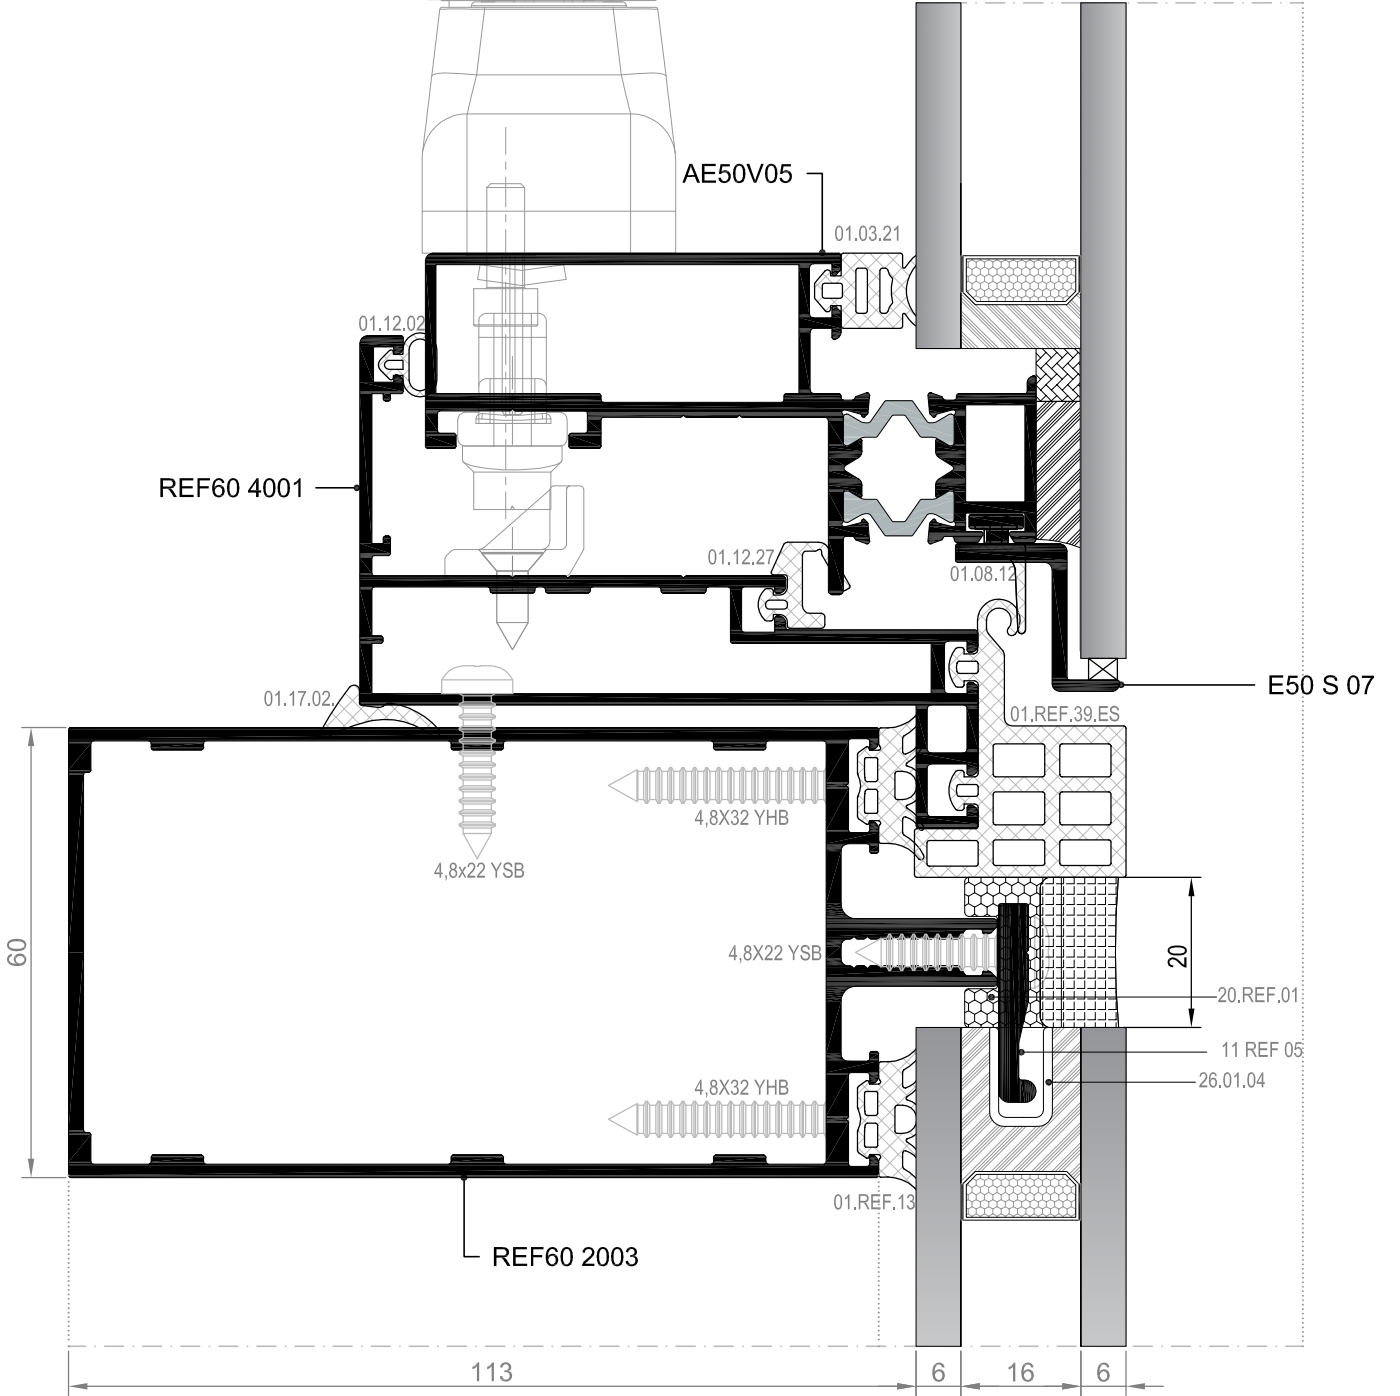 AE50V05
01.03.21
01.12.02
REF60 4001
01.12.27
01.08.12
E50 S 07
01.17.02.
01.REF.39.ES
4,8X32 YHB
4,8x22 YSB
60
4,8X22 YSB
20
20.REF.01
11 REF 05
26.01.04
4,8X32 YHB
01.REF.13
REF60 2003
113
6
16
6